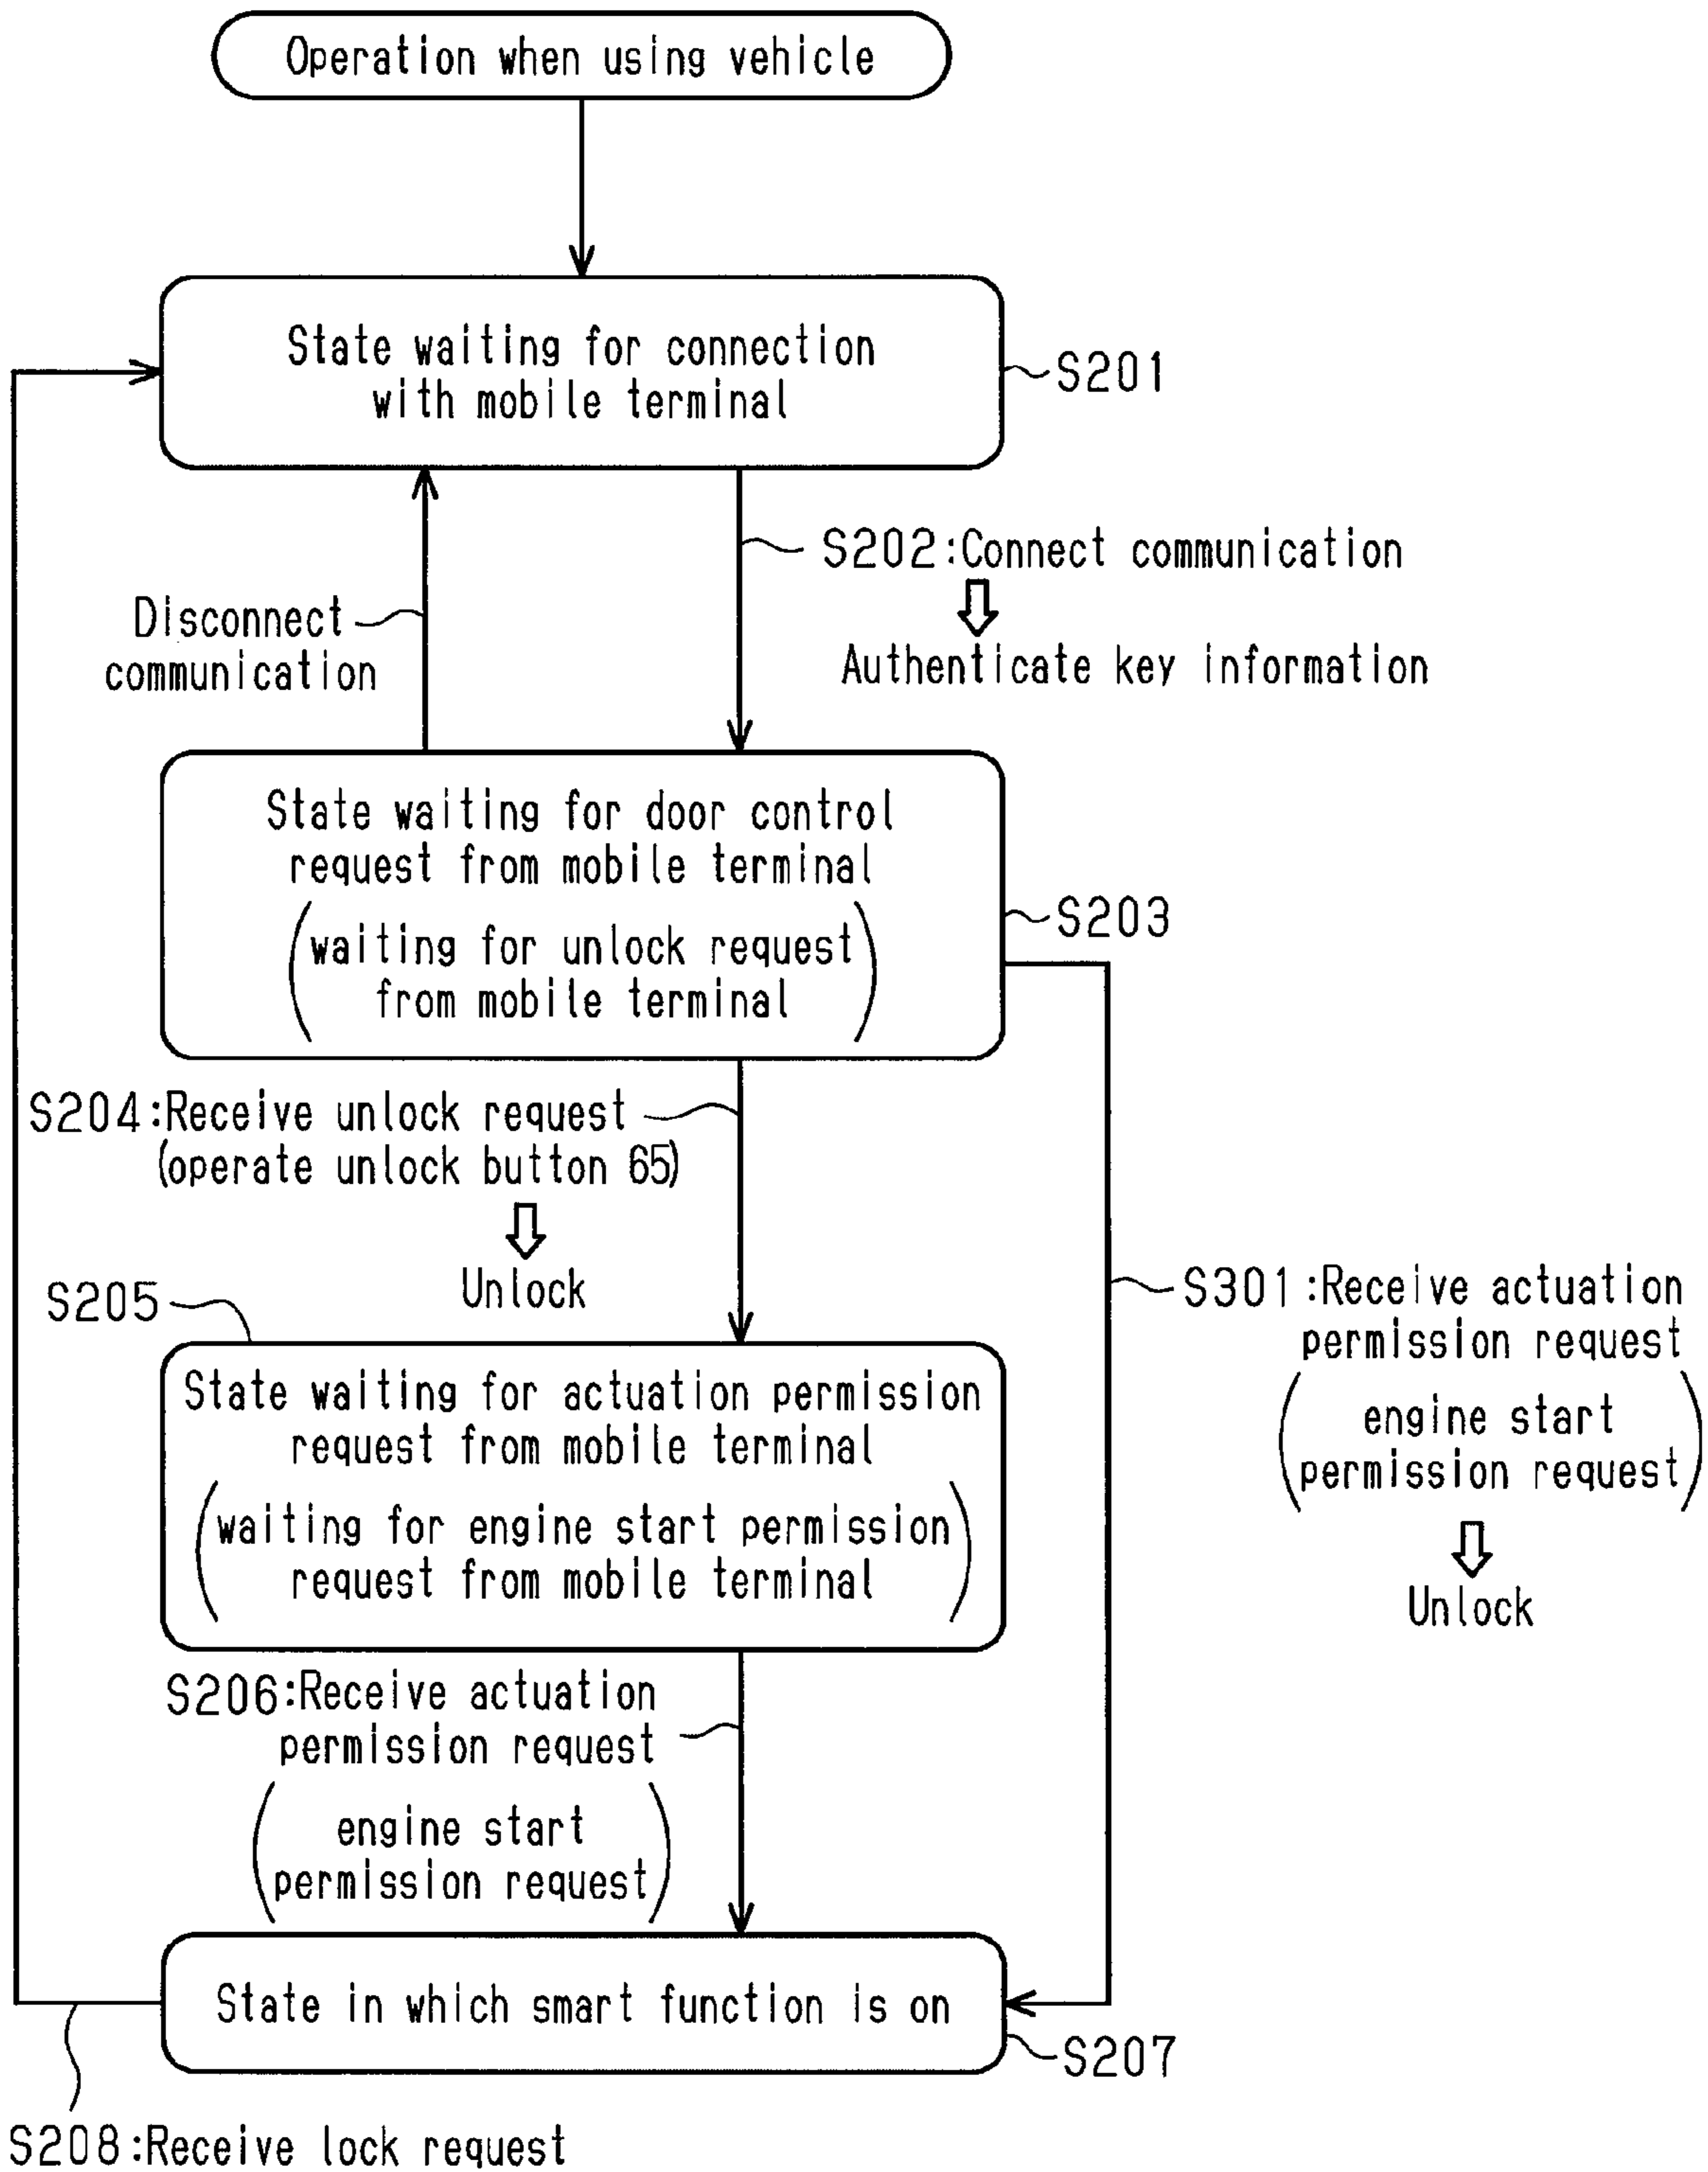 Operation when using vehicle
State waiting for connection
with mobile terminal
S201
S202:Connect communication
Authenticate key information
Disconnect
communication
State waiting for door control
request from mobile terminal
(waiting for unlock request
from mobile terminal)
S203
S204:Receive unlock request
(operate unlock button 65)
Unlock
S205
S301:Receive actuation
permission request
(engine start
permission request)
Unlock
State waiting for actuation permission
request from mobile terminal
(waiting for engine start permission
request from mobile terminal)
S206:Receive actuation
permission request
(engine start
permission request)
State in which smart function is on
S207
S208:Receive lock request